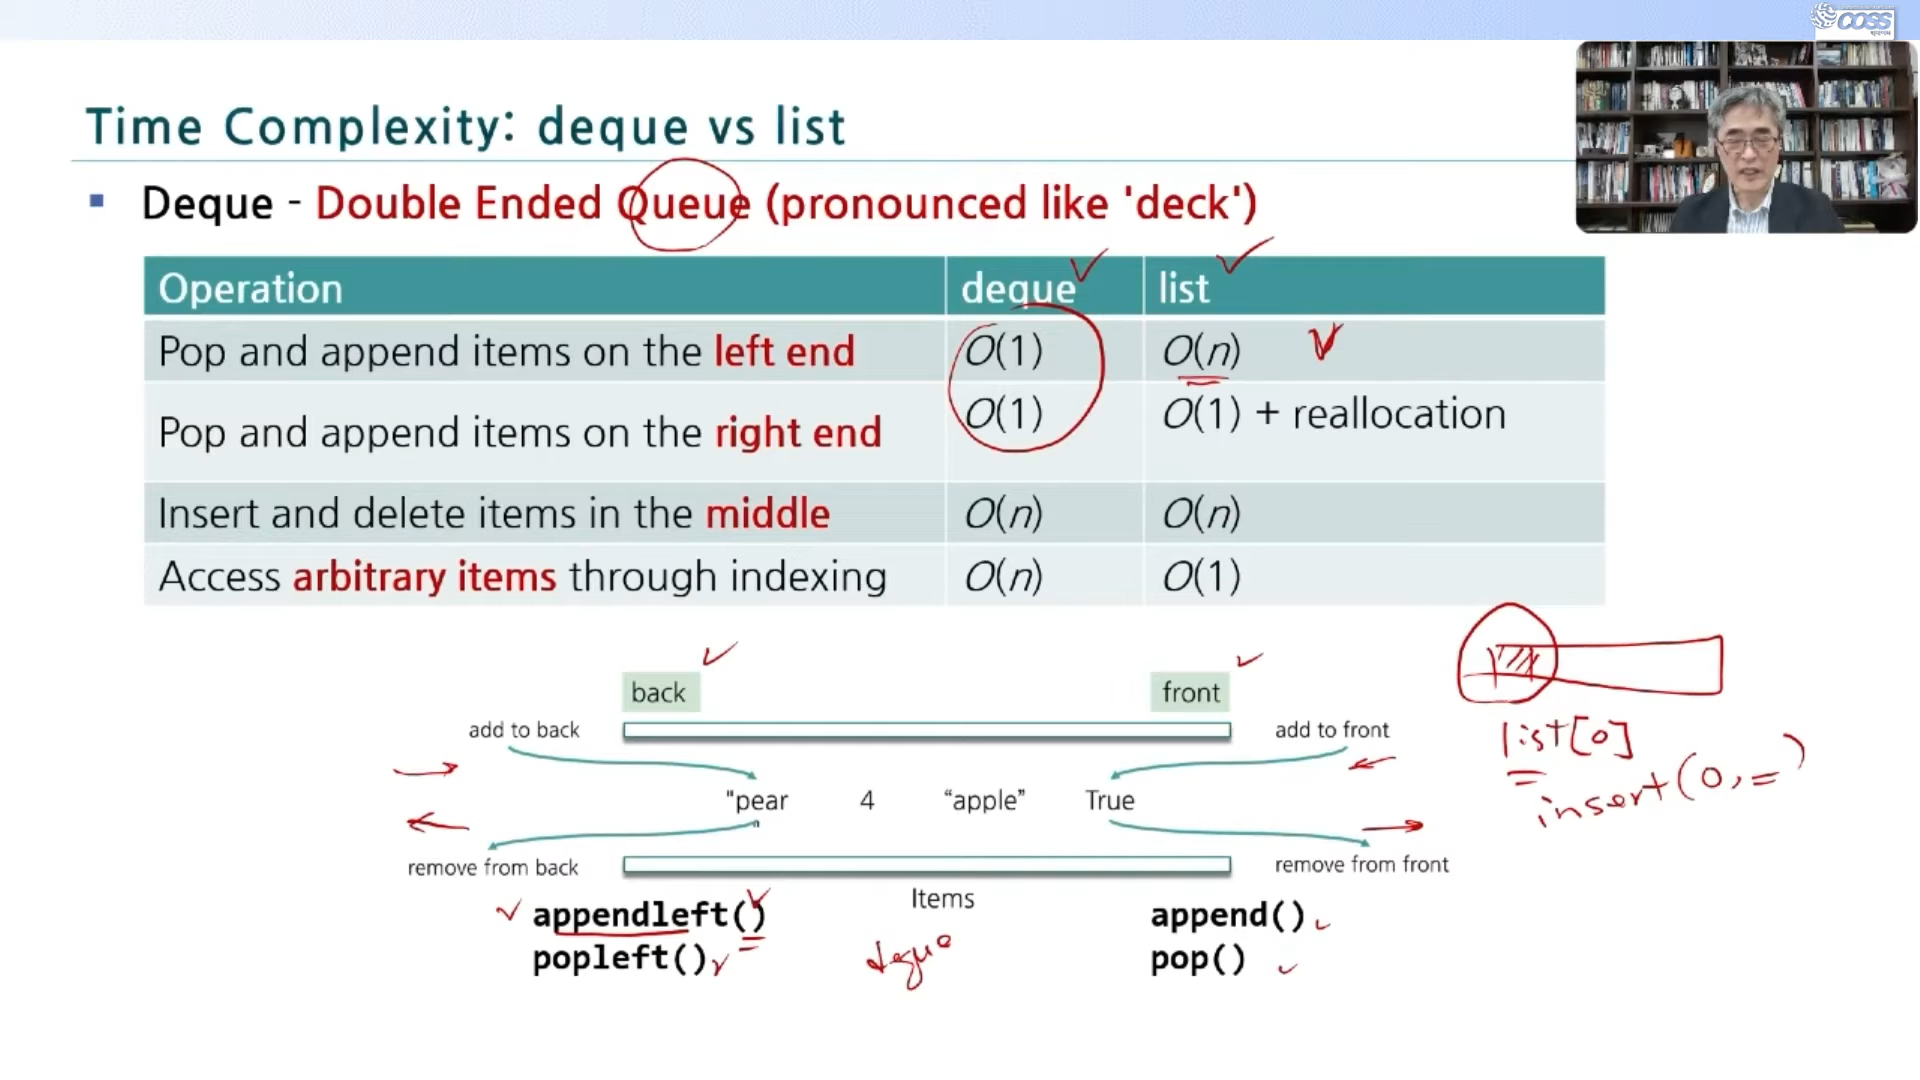 COSS
Time Complexity: deque vs list
▪ Deque - Double Ended Queue (pronounced like 'deck')
Operation deque list
Pop and append items on the left end O(1) O(n)
Pop and append items on the right end O(1) O(1) + reallocation
Insert and delete items in the middle O(n) O(n)
Access arbitrary items through indexing O(n) O(1)
back front
add to back add to front
list[0]
"pear 4 “apple” True
"
insert(0, = )
remove from back remove from front
Items
appendleft() append()
popleft() deque pop()